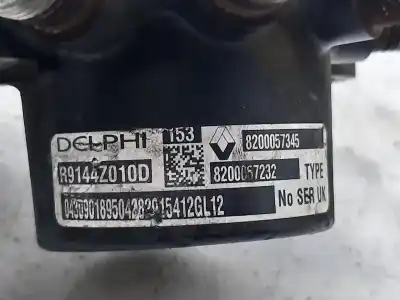 DELPHI 153 8200057345
R9144Z010D 8200057232 TYPE
No SER UK